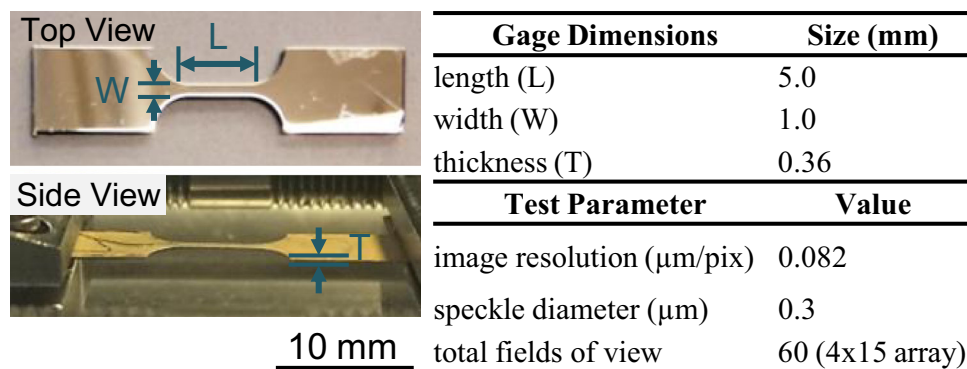 Top View
L
W
Side View
T
10 mm
Gage Dimensions Size (mm)
length (L) 5.0
width (W) 1.0
thickness (T) 0.36
Test Parameter Value
image resolution (µm/pix) 0.082
speckle diameter (µm) 0.3
total fields of view 60 (4x15 array)